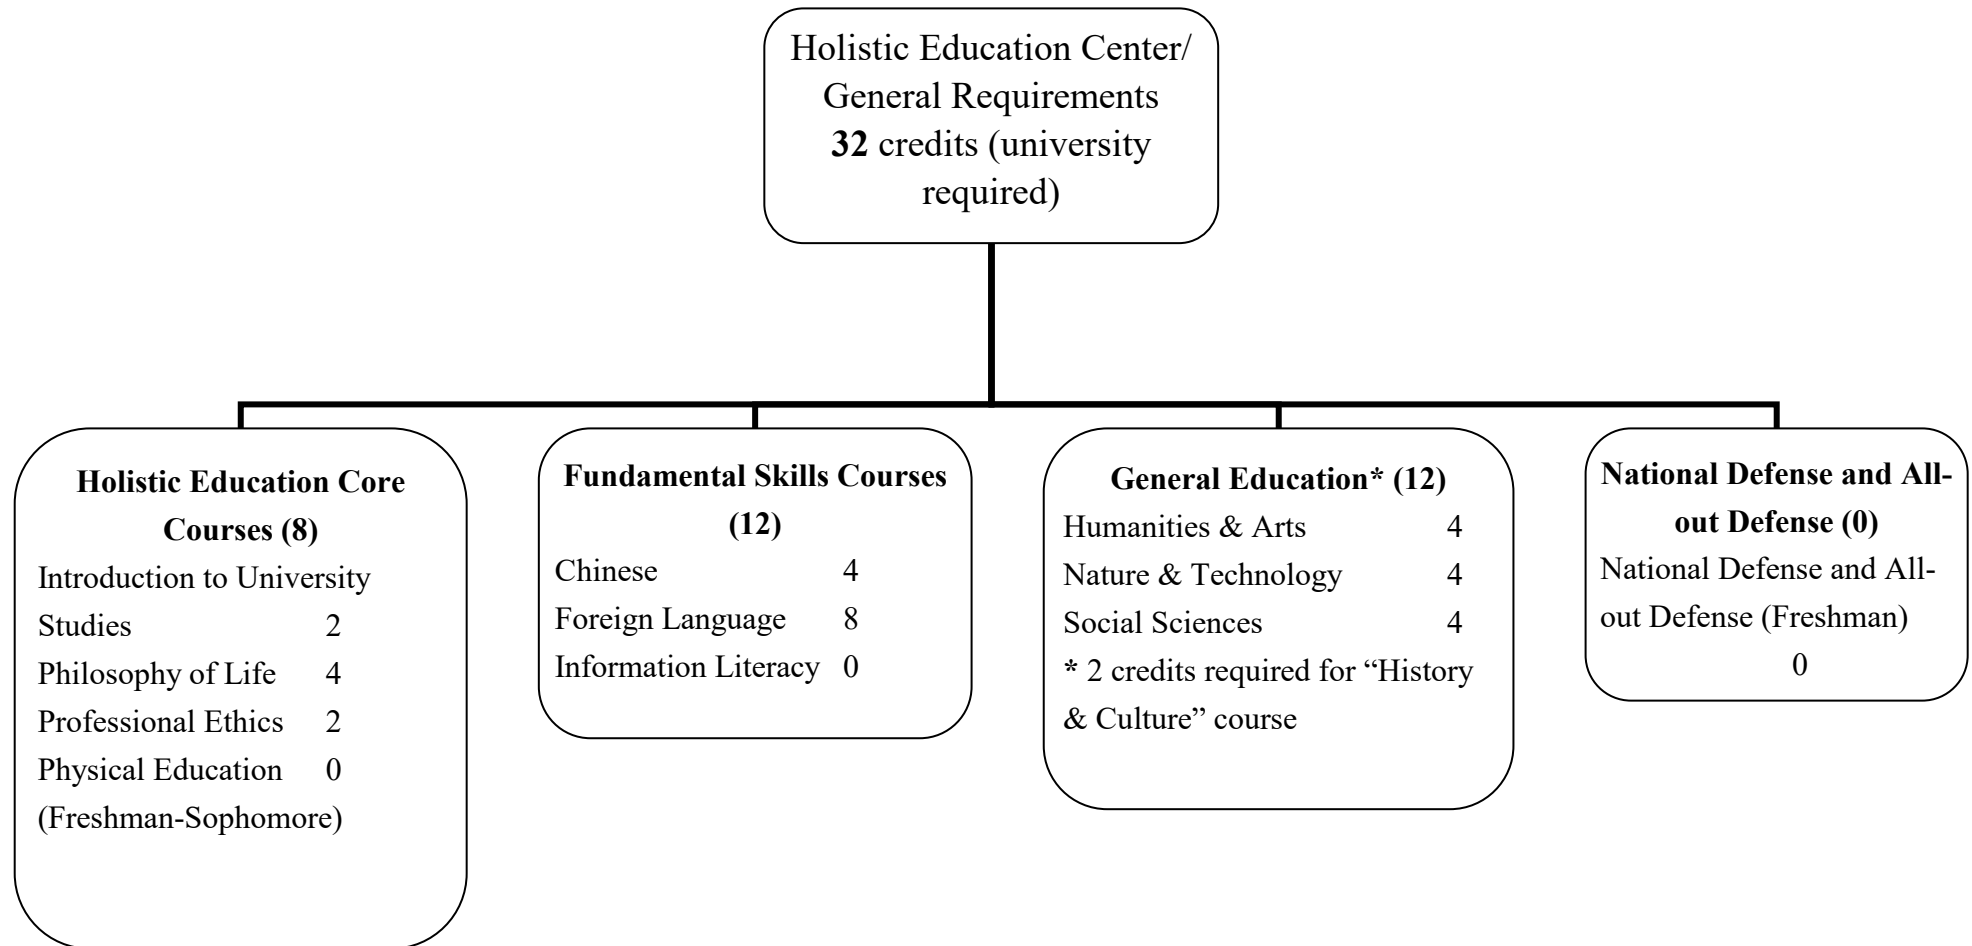 Holistic Education Center/
General Requirements
32 credits (university
required)
Holistic Education Core
Courses (8)
Introduction to University
Studies 2
Philosophy of Life 4
Professional Ethics 2
Physical Education 0
(Freshman-Sophomore)
Fundamental Skills Courses
(12)
Chinese 4
Foreign Language 8
Information Literacy 0
General Education* (12)
Humanities & Arts 4
Nature & Technology 4
Social Sciences 4
* 2 credits required for “History
& Culture” course
National Defense and All-
out Defense (0)
National Defense and All-
out Defense (Freshman)
0